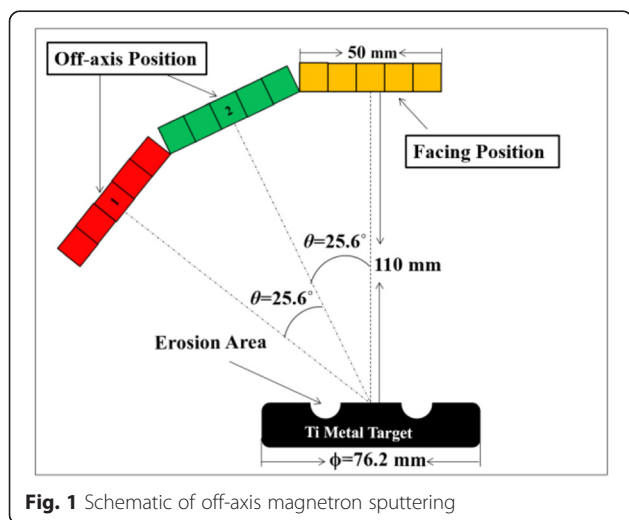 50 mm
Off-axis Position
2
Facing Position
1
θ=25.6°
110 mm
θ=25.6°
Erosion Area
Ti Metal Target
ϕ=76.2 mm
Fig. 1 Schematic of off-axis magnetron sputtering